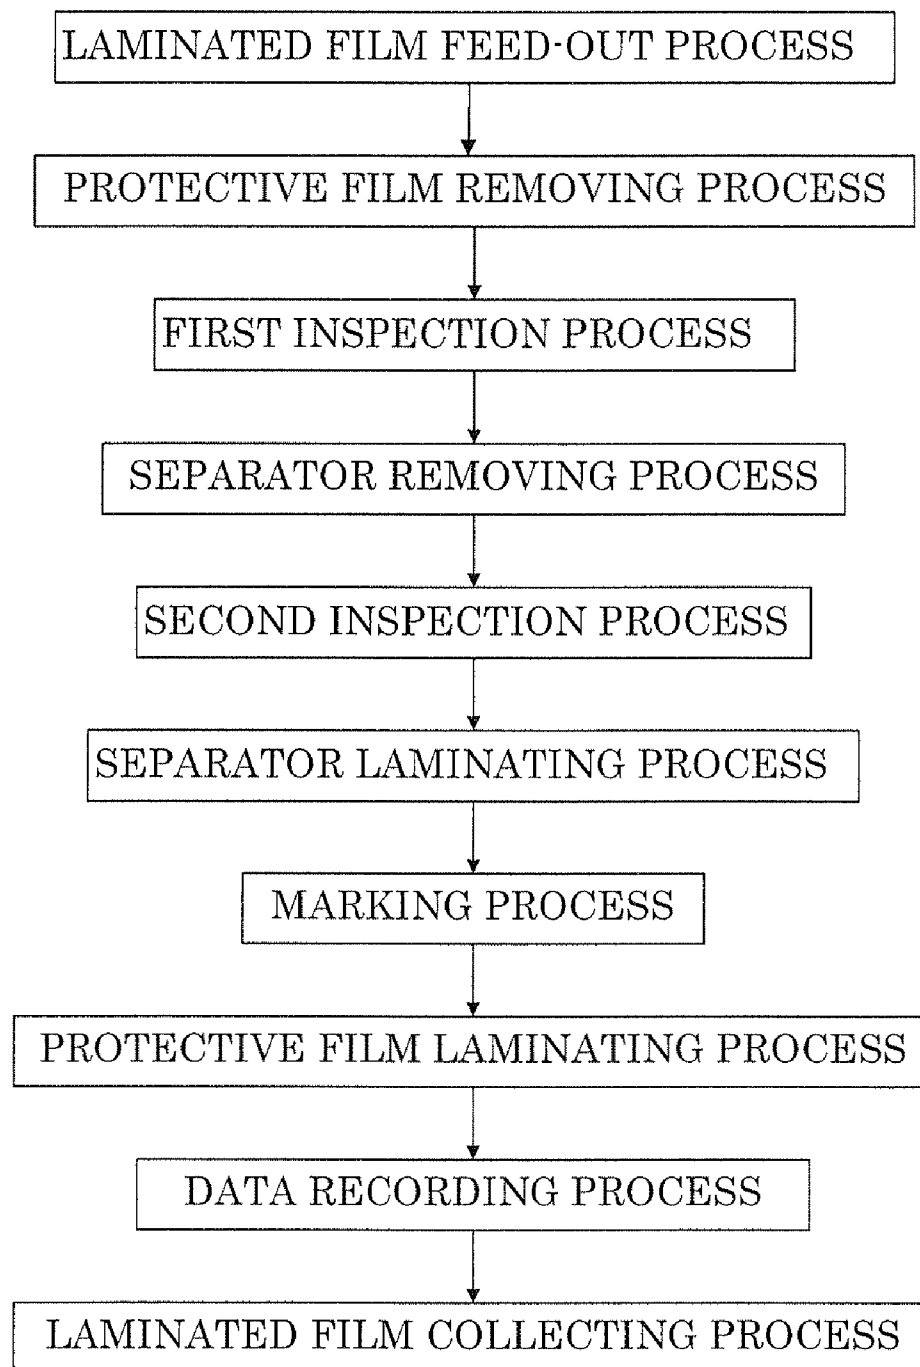 LAMINATED FILM FEED-OUT PROCESS
PROTECTIVE FILM REMOVING PROCESS
FIRST INSPECTION PROCESS
SEPARATOR REMOVING PROCESS
SECOND INSPECTION PROCESS
SEPARATOR LAMINATING PROCESS
MARKING PROCESS
PROTECTIVE FILM LAMINATING PROCESS
DATA RECORDING PROCESS
LAMINATED FILM COLLECTING PROCESS